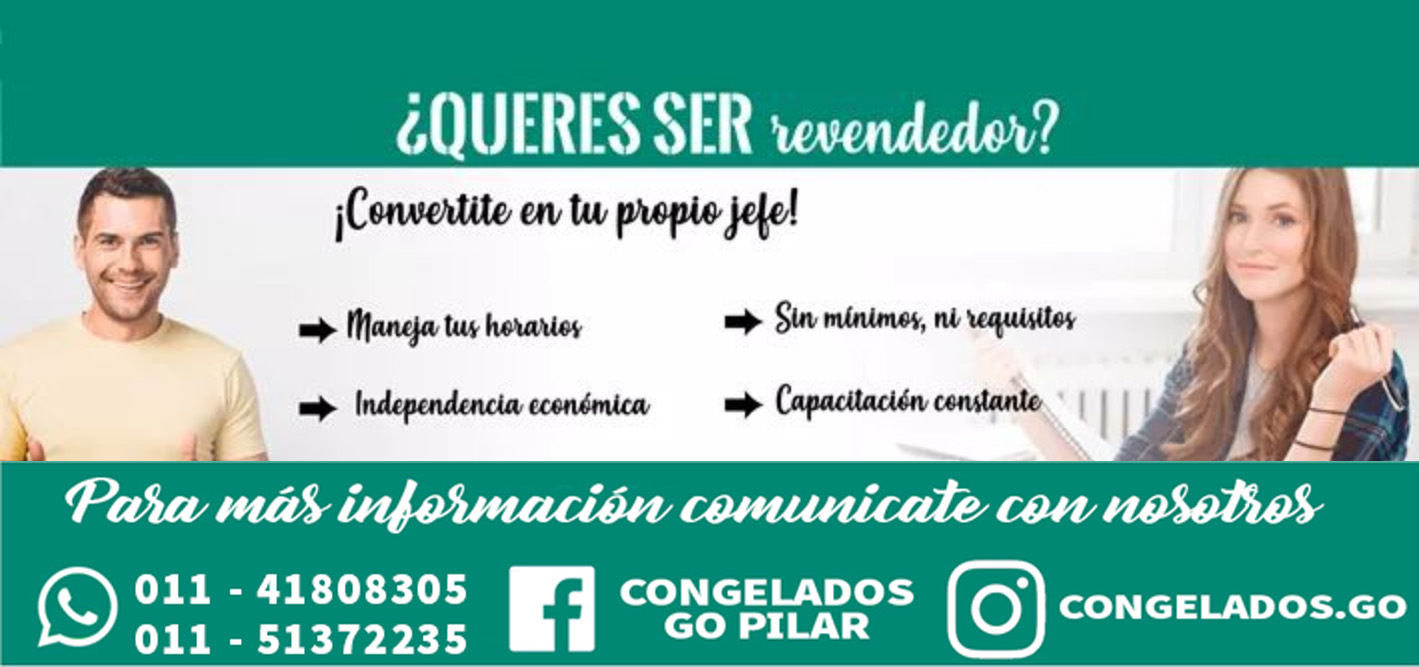 ¿QUERES SER revendedor?
¡Convertite en tu propio jefe!
Maneja tus horarios
Sin mínimos, ni requisitos
Independencia económica
Capacitación constante
Para más información comunicate con nosotros
011 - 41808305
011 - 51372235
CONGELADOS
GO PILAR
CONGELADOS.GO